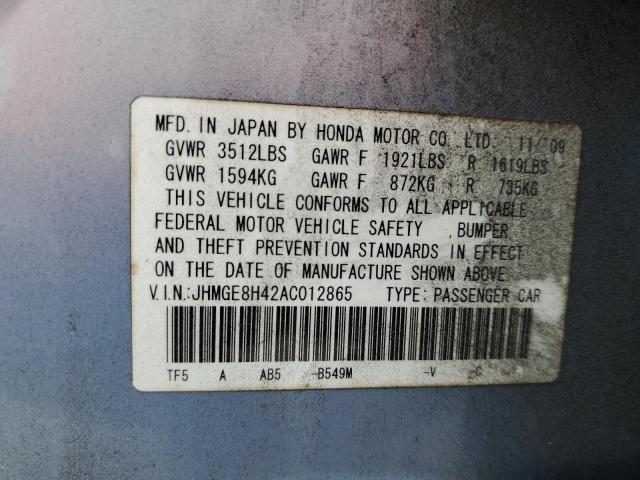 MFD. IN JAPAN BY HONDA MOTOR CO. LTD. 11/09
GVWR 3512LBS GAWR F 1921LBS R 1619LBS
GVWR 1594KG GAWR F 872KG R 735KG
THIS VEHICLE CONFORMS TO ALL APPLICABLE
FEDERAL MOTOR VEHICLE SAFETY ,BUMPER
AND THEFT PREVENTION STANDARDS IN EFFECT
ON THE DATE OF MANUFACTURE SHOWN ABOVE.
V.I.N.:JHMGE8H42AC012865 TYPE: PASSENGER CAR
TF5 A AB5 -B549M -V -C